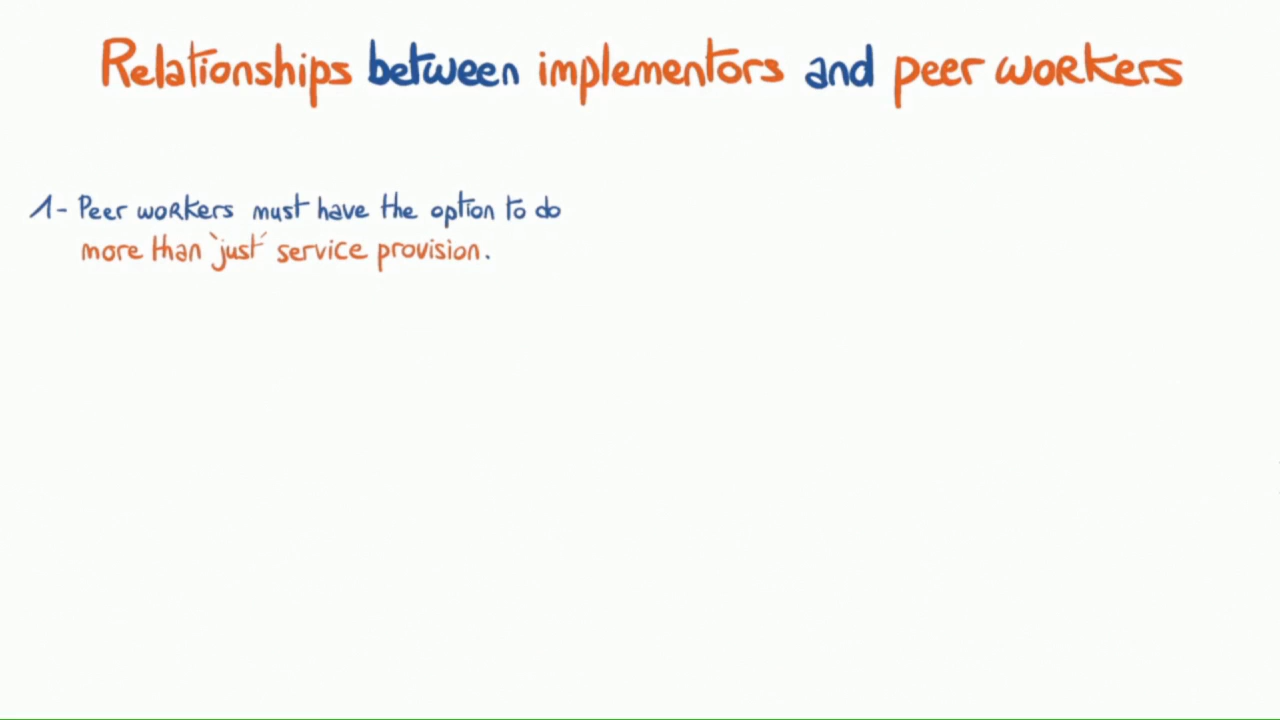 Relationships between implementors and peer workers
1- Peer workers must have the option to do
more than `just´ service provision.